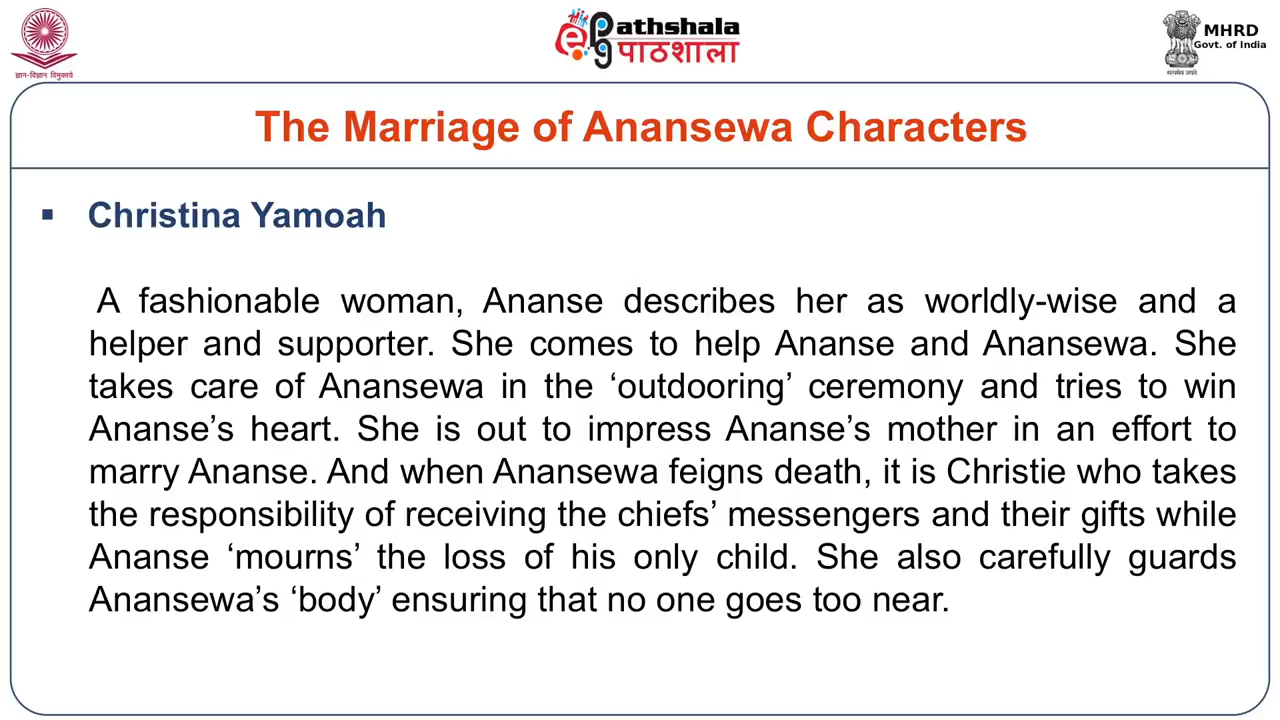 ज्ञान-विज्ञान विमुक्तये
ePathshala
पाठशाला
MHRD
Govt. of India
सत्यमेव जयते
The Marriage of Anansewa Characters
▪ Christina Yamoah
A fashionable woman, Ananse describes her as worldly-wise and a
helper and supporter. She comes to help Ananse and Anansewa. She
takes care of Anansewa in the ‘outdooring’ ceremony and tries to win
Ananse’s heart. She is out to impress Ananse’s mother in an effort to
marry Ananse. And when Anansewa feigns death, it is Christie who takes
the responsibility of receiving the chiefs’ messengers and their gifts while
Ananse ‘mourns’ the loss of his only child. She also carefully guards
Anansewa’s ‘body’ ensuring that no one goes too near.